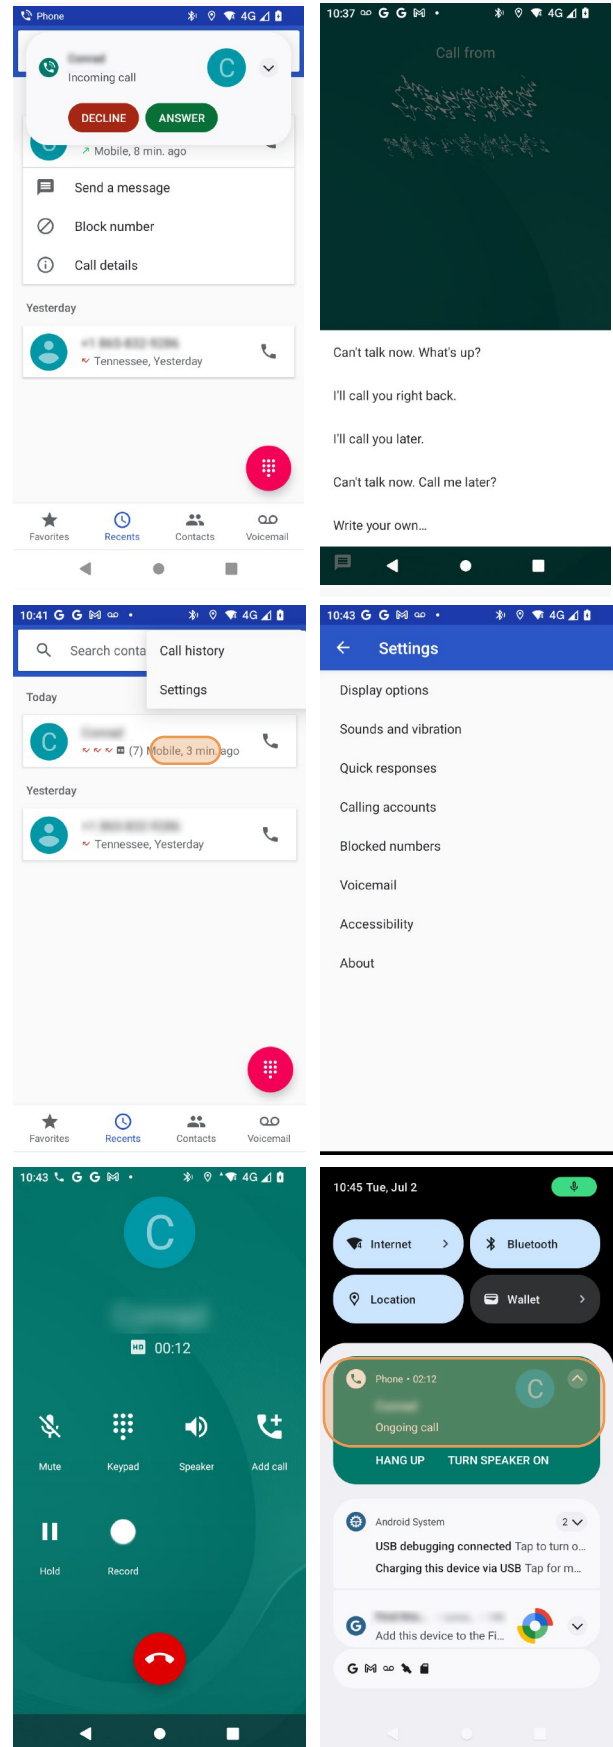 Phone 4G
Incoming call
C
DECLINE ANSWER
Mobile, 8 min. ago
Send a message
Block number
Call details
Yesterday
Tennessee, Yesterday
Favorites Recents Contacts Voicemail
10:37 G G 4G
Call from
Can't talk now. What's up?
I'll call you right back.
I'll call you later.
Can't talk now. Call me later?
Write your own...
10:41 G G 4G
Search conta
Call history
Settings
Today
C
(7) Mobile, 3 min. ago
Yesterday
Tennessee, Yesterday
Favorites Recents Contacts Voicemail
10:43 G G 4G
Settings
Display options
Sounds and vibration
Quick responses
Calling accounts
Blocked numbers
Voicemail
Accessibility
About
10:43 G G 4G
C
HD 00:12
Mute Keypad Speaker Add call
Hold Record
10:45 Tue, Jul 2
Internet Bluetooth
Location Wallet
Phone • 02:12
C
Ongoing call
HANG UP TURN SPEAKER ON
Android System 2
USB debugging connected Tap to turn o...
Charging this device via USB Tap for m...
G
Add this device to the Fi...
G